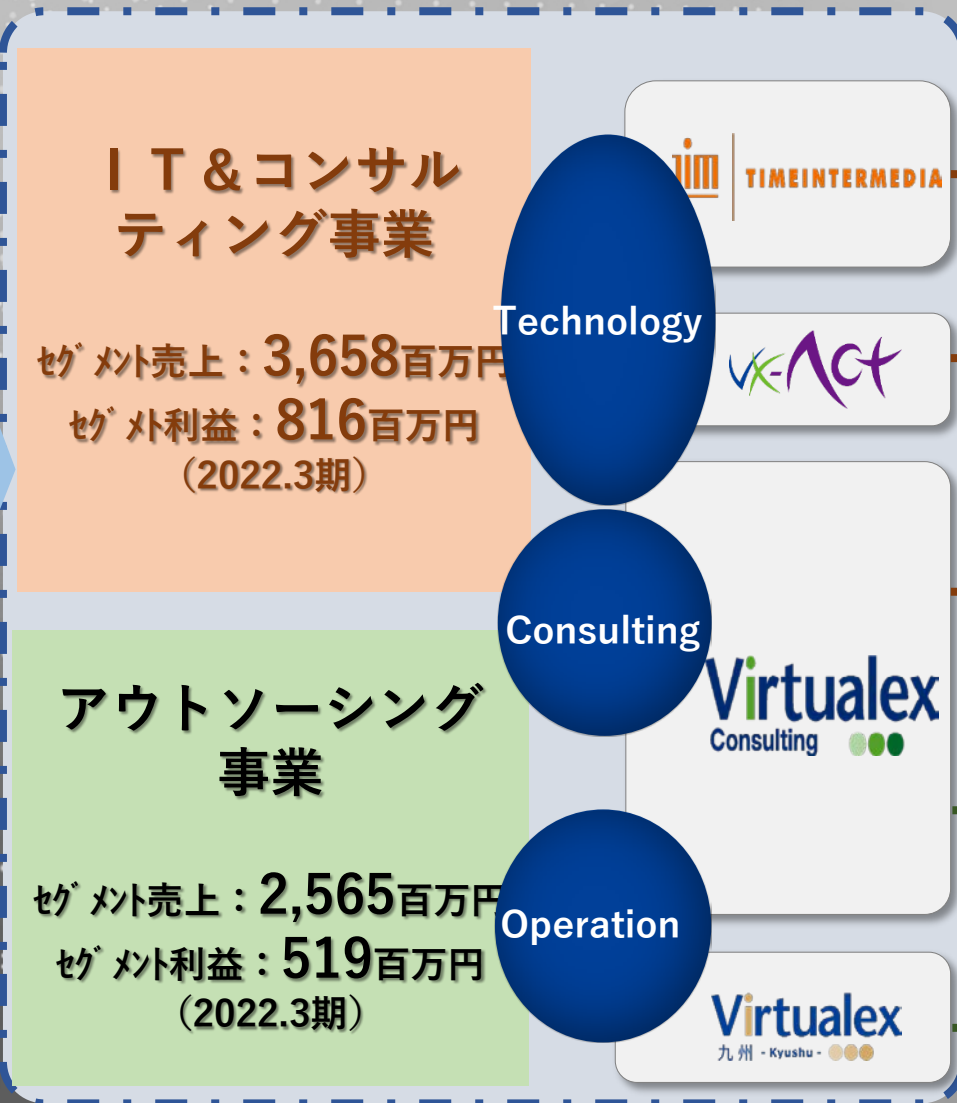 ＩＴ＆コンサル
ティング事業
ｾｸﾞﾒﾝﾄ売上：3,658百万円
ｾｸﾞﾒﾄ利益：816百万円
（2022.3期）
アウトソーシング
事業
ｾｸﾞﾒﾝﾄ売上：2,565百万円
ｾｸﾞﾒﾝﾄ利益：519百万円
（2022.3期）
Technology
Consulting
Operation
TIM TIMEINTERMEDIA
vx-Act
Virtualex
Consulting
Virtualex
九州 - Kyushu -